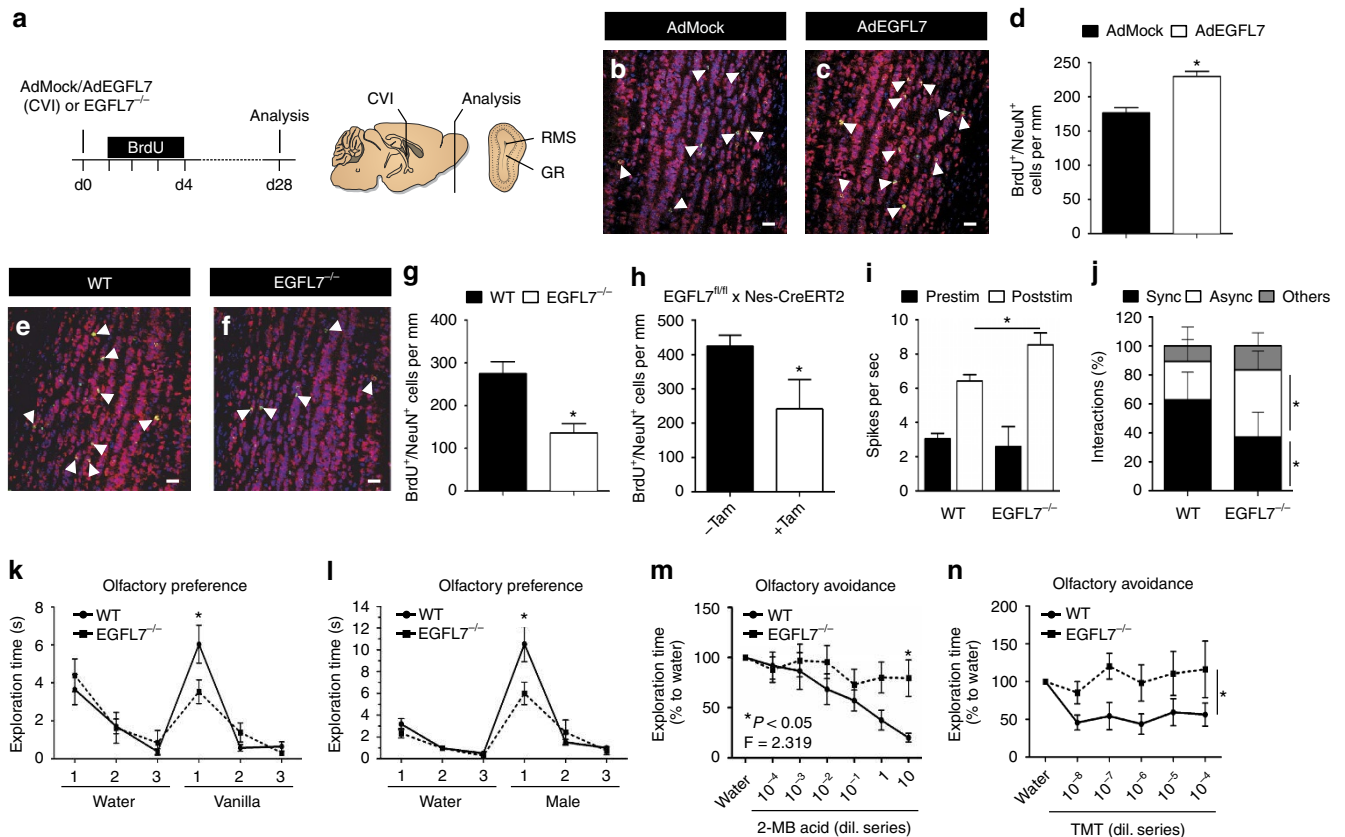 a
AdMock/AdEGFL7
(CVI) or EGFL7–/–
BrdU
Analysis
d0
d4
d28
CVI
Analysis
RMS
GR
AdMock
AdEGFL7
b
c
d
AdMock
AdEGFL7
BrdU+/NeuN+
cells per mm
250
200
150
100
50
0
*
WT
EGFL7–/–
e
f
g
WT
EGFL7–/–
BrdU+/NeuN+ cells per mm
400
300
200
100
0
*
h
EGFL7fl/fl x Nes-CreERT2
BrdU+/NeuN+ cells per mm
500
400
300
200
100
0
*
–Tam
+Tam
i
Prestim
Poststim
Spikes per sec
10
8
6
4
2
0
*
WT
EGFL7–/–
j
Sync
Async
Others
Interactions (%)
120
100
80
60
40
20
0
*
*
WT
EGFL7–/–
k
Olfactory preference
WT
EGFL7–/–
Exploration time (s)
8
6
4
2
0
*
1 2 3 1 2 3
Water
Vanilla
l
Olfactory preference
WT
EGFL7–/–
Exploration time (s)
14
12
10
8
6
4
2
0
*
1 2 3 1 2 3
Water
Male
m
Olfactory avoidance
WT
EGFL7–/–
Exploration time
(% to water)
150
100
50
0
*
*P < 0.05
F = 2.319
Water 10–4 10–3 10–2 10–1 1 10
2-MB acid (dil. series)
n
Olfactory avoidance
WT
EGFL7–/–
Exploration time
(% to water)
200
150
100
50
0
*
Water 10–8 10–7 10–6 10–5 10–4
TMT (dil. series)